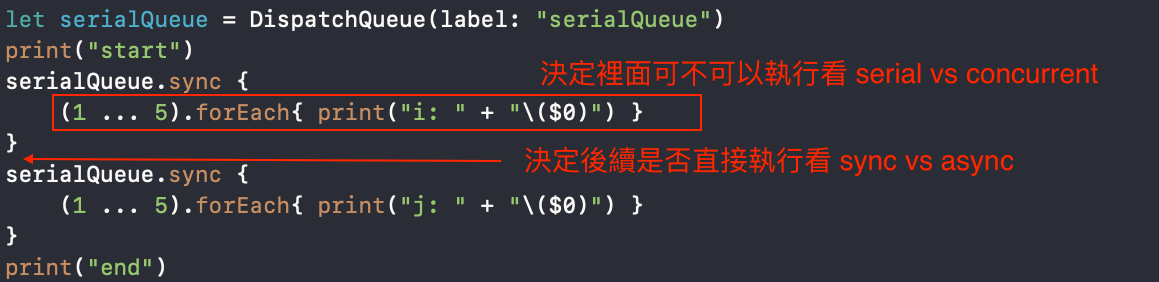 let serialQueue = DispatchQueue(label: "serialQueue")
print("start")
serialQueue.sync {
決定裡面可不可以執行看 serial vs concurrent
    (1 ... 5).forEach{ print("i: " + "\($0)") }
}
決定後續是否直接執行看 sync vs async
serialQueue.sync {
    (1 ... 5).forEach{ print("j: " + "\($0)") }
}
print("end")